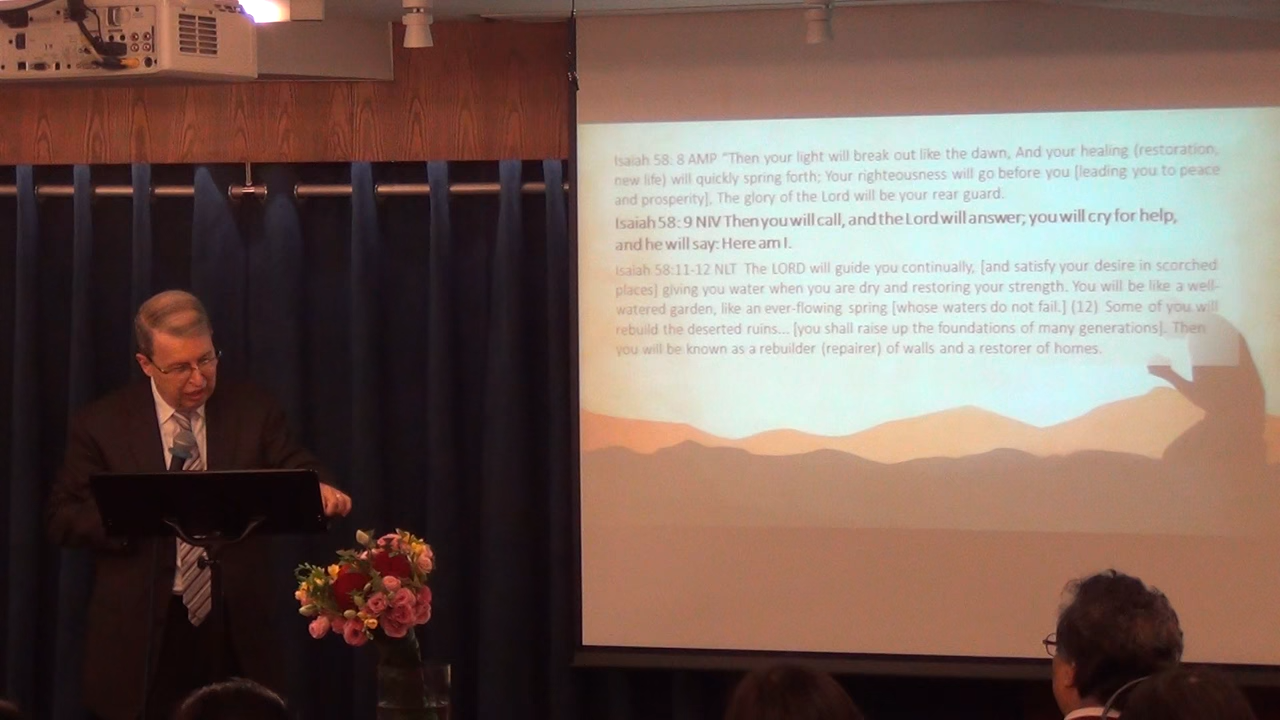 Isaiah 58: 8 AMP "Then your light will break out like the dawn, And your healing (restoration,
new life) will quickly spring forth; Your righteousness will go before you [leading you to peace
and prosperity], The glory of the Lord will be your rear guard.
Isaiah 58: 9 NIV Then you will call, and the Lord will answer; you will cry for help,
and he will say: Here am I.
Isaiah 58:11-12 NLT The LORD will guide you continually, [and satisfy your desire in scorched
places] giving you water when you are dry and restoring your strength. You will be like a well-
watered garden, like an ever-flowing spring [whose waters do not fail.] (12) Some of you will
rebuild the deserted ruins... [you shall raise up the foundations of many generations]. Then
you will be known as a rebuilder (repairer) of walls and a restorer of homes.